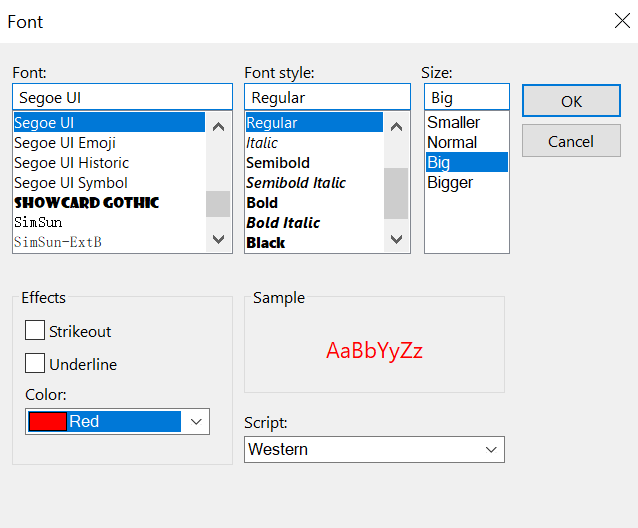 Font
Font:
Segoe UI
Segoe UI
Segoe UI Emoji
Segoe UI Historic
Segoe UI Symbol
SHOWCARD GOTHIC
SimSun
SimSun-ExtB
Font style:
Regular
Regular
Italic
Semibold
Semibold Italic
Bold
Bold Italic
Black
Size:
Big
Smaller
Normal
Big
Bigger
OK
Cancel
Effects
Strikeout
Underline
Color:
Red
Sample
AaBbYyZz
Script:
Western